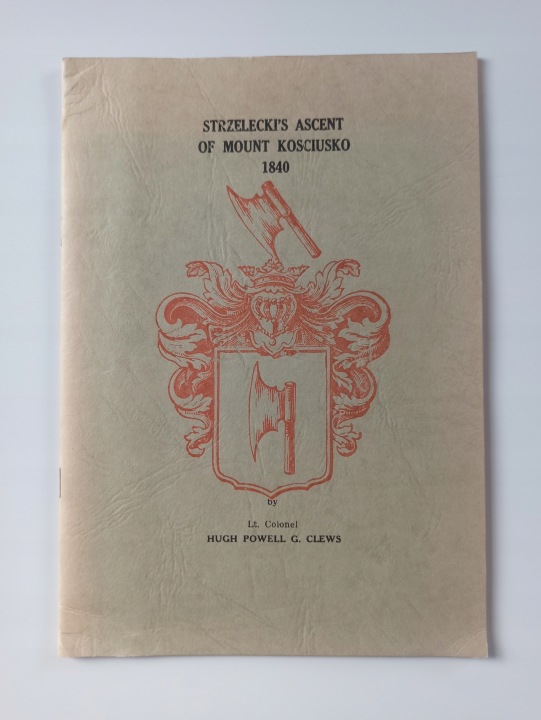 STRZELECKI'S ASCENT
OF MOUNT KOSCIUSKO
1840
by
Lt. Colonel
HUGH POWELL G. CLEWS